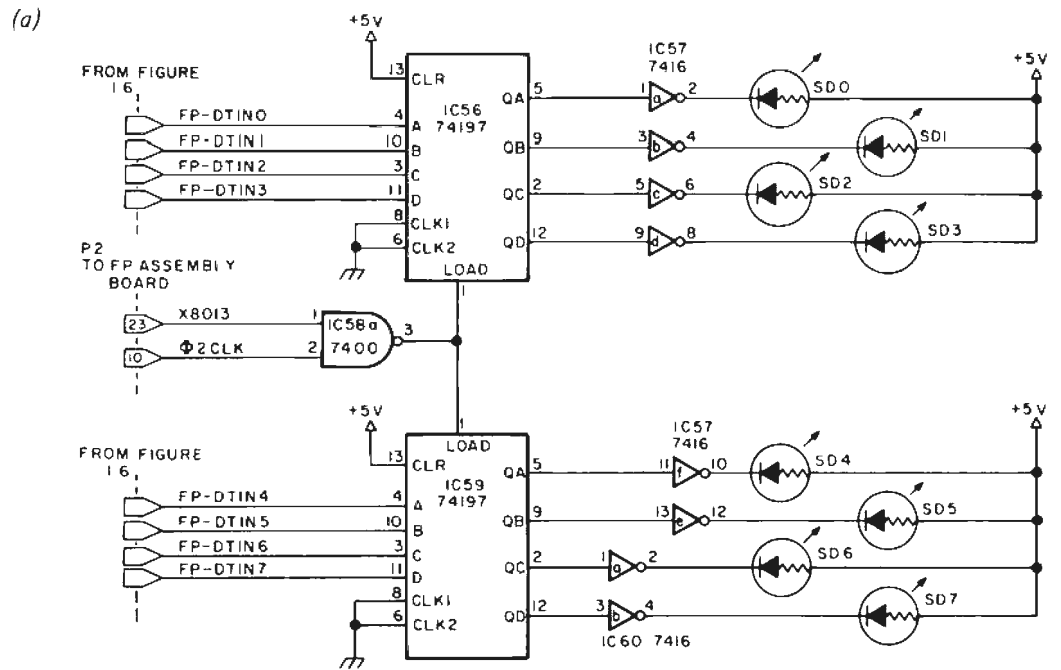 (a)
+5V
IC57
7416
+5V
FROM FIGURE
16
13 CLR
IC56
74197
QA 5
1 a 2
SD0
FP-DTIN0 4 A
FP-DTIN1 10 B
QB 9
3 b 4
SD1
FP-DTIN2 3 C
QC 2
5 c 6
SD2
FP-DTIN3 11 D
8 CLK1
6 CLK2
QD 12
9 d 8
SD3
LOAD
1
P2
TO FP ASSEMBLY
BOARD
23 X8013 1
IC58a
7400
3
10 Φ2CLK 2
+5V
1
LOAD
IC57
7416
+5V
FROM FIGURE
16
13 CLR
IC59
74197
QA 5
11 f 10
SD4
FP-DTIN4 4 A
FP-DTIN5 10 B
QB 9
13 e 12
SD5
FP-DTIN6 3 C
QC 2
1 a 2
SD6
FP-DTIN7 11 D
8 CLK1
6 CLK2
QD 12
3 b 4
SD7
IC60 7416